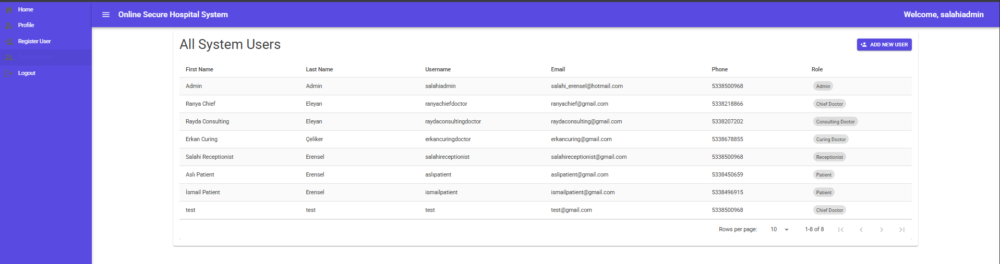 Home
Profile
Register User
System Users
Logout
Online Secure Hospital System
Welcome, salahiadmin
All System Users
ADD NEW USER
First Name Last Name Username Email Phone Role
Admin Admin salahiadmin salahi_erensel@hotmail.com 5338500968 Admin
Ranya Chief Eleyan ranyachiefdoctor ranyachief@gmail.com 5338218866 Chief Doctor
Rayda Consulting Eleyan raydaconsultingdoctor raydaconsulting@gmail.com 5338207202 Consulting Doctor
Erkan Curing Çeliker erkancuringdoctor erkancuring@gmail.com 5338678855 Curing Doctor
Salahi Receptionist Erensel salahireceptionist salahireceptionist@gmail.com 5338500968 Receptionist
Aslı Patient Erensel aslıpatient aslipatient@gmail.com 5338450659 Patient
İsmail Patient Erensel ismailpatient ismailpatient@gmail.com 5338496915 Patient
test test test test@gmail.com 5338500968 Chief Doctor
Rows per page: 10 1-8 of 8